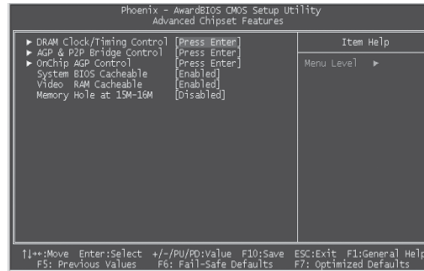 Phoenix - AwardBIOS CMOS Setup Utility
Advanced Chipset Features
► DRAM Clock/Timing Control [Press Enter]
► AGP & P2P Bridge Control [Press Enter]
► OnChip AGP Control [Press Enter]
System BIOS Cacheable [Enabled]
Video RAM Cacheable [Enabled]
Memory Hole at 15M-16M [Disabled]
Item Help
Menu Level ►
↑↓→←:Move Enter:Select +/-/PU/PD:Value F10:Save ESC:Exit F1:General Help
F5: Previous Values F6: Fail-Safe Defaults F7: Optimized Defaults